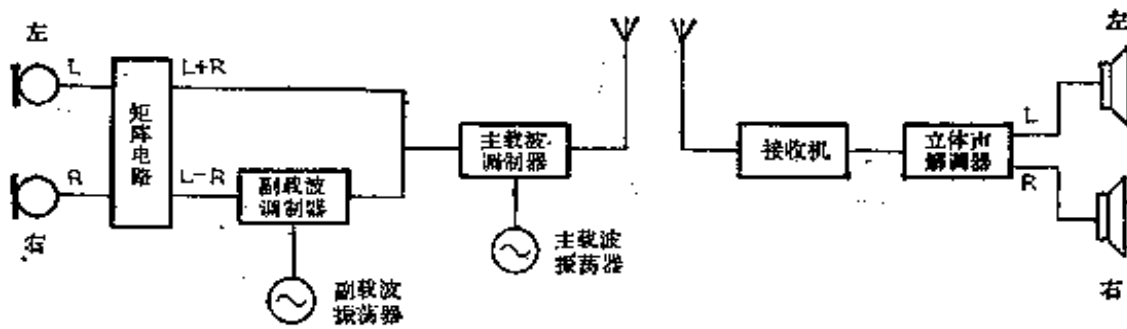 左
L
L+R
矩
阵
电
路
R
L-R
右
副载波
调制器
副载波
振荡器
主载波
调制器
主载波
振荡器
接收机
立体声
解调器
L
R
左
右